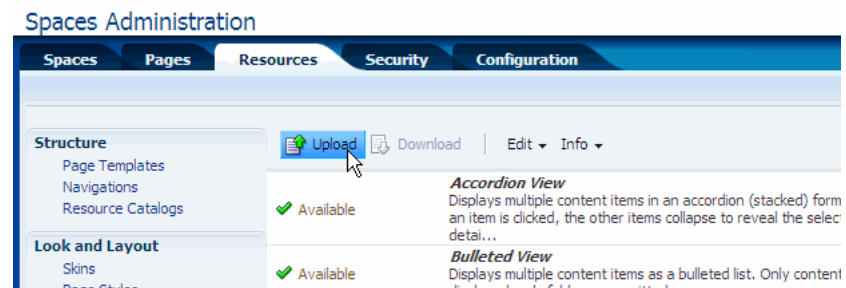 Spaces Administration
Spaces Pages Resources Security Configuration
Upload Download Edit Info
Structure
Page Templates
Navigations
Resource Catalogs
Look and Layout
Skins
Accordion View
Available
Displays multiple content items in an accordion (stacked) form
an item is clicked, the other items collapse to reveal the selec
detai...
Bulleted View
Available
Displays multiple content items as a bulleted list. Only content